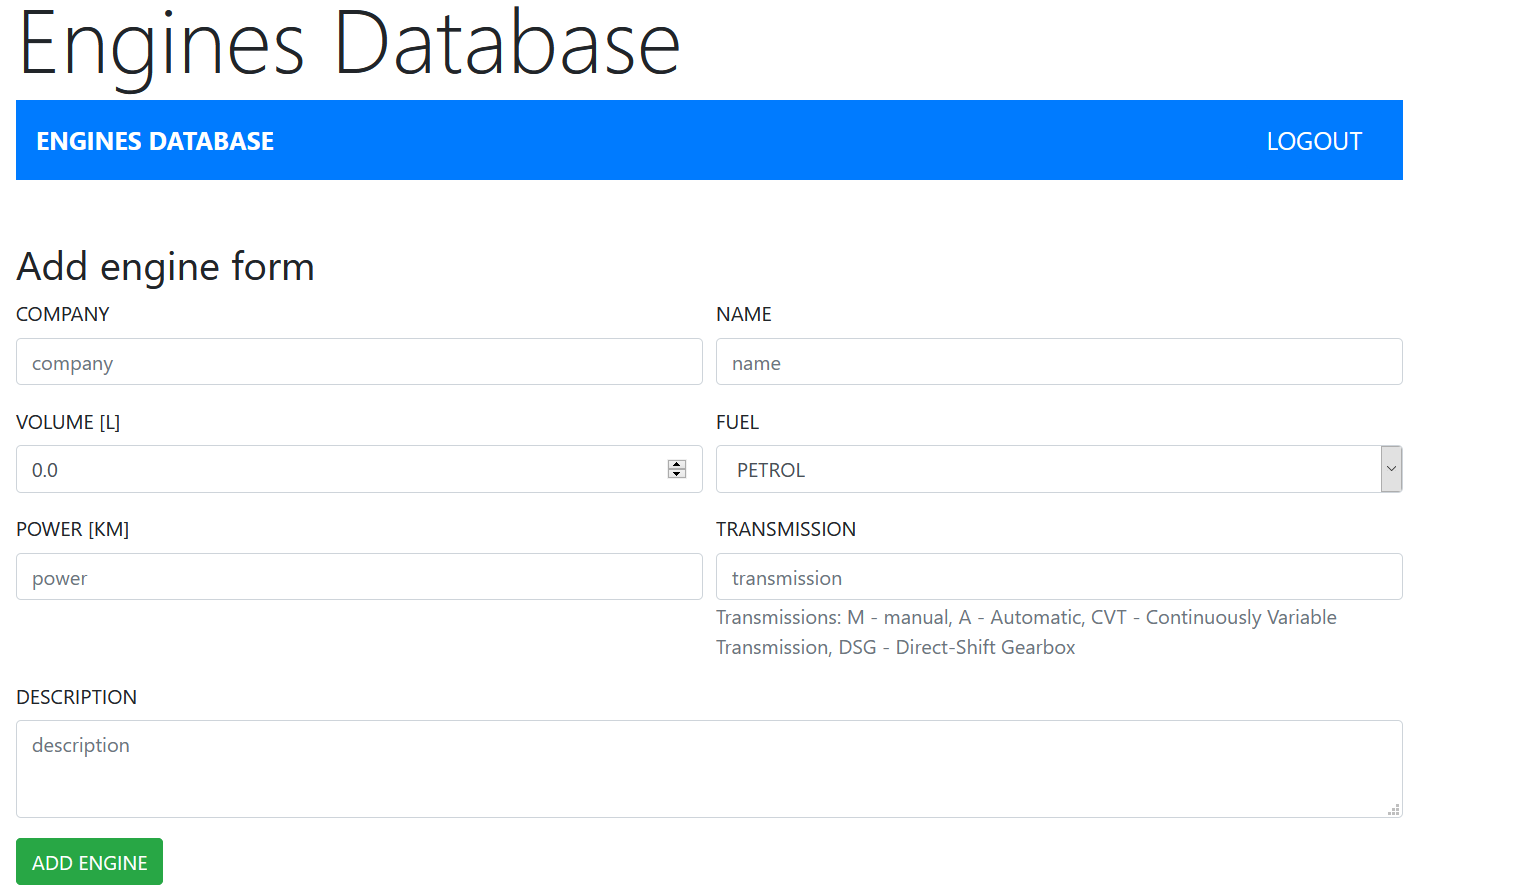 Engines Database
ENGINES DATABASE
LOGOUT
Add engine form
COMPANY
NAME
company
name
VOLUME [L]
FUEL
0.0
PETROL
POWER [KM]
TRANSMISSION
power
transmission
Transmissions: M - manual, A - Automatic, CVT - Continuously Variable
Transmission, DSG - Direct-Shift Gearbox
DESCRIPTION
description
ADD ENGINE